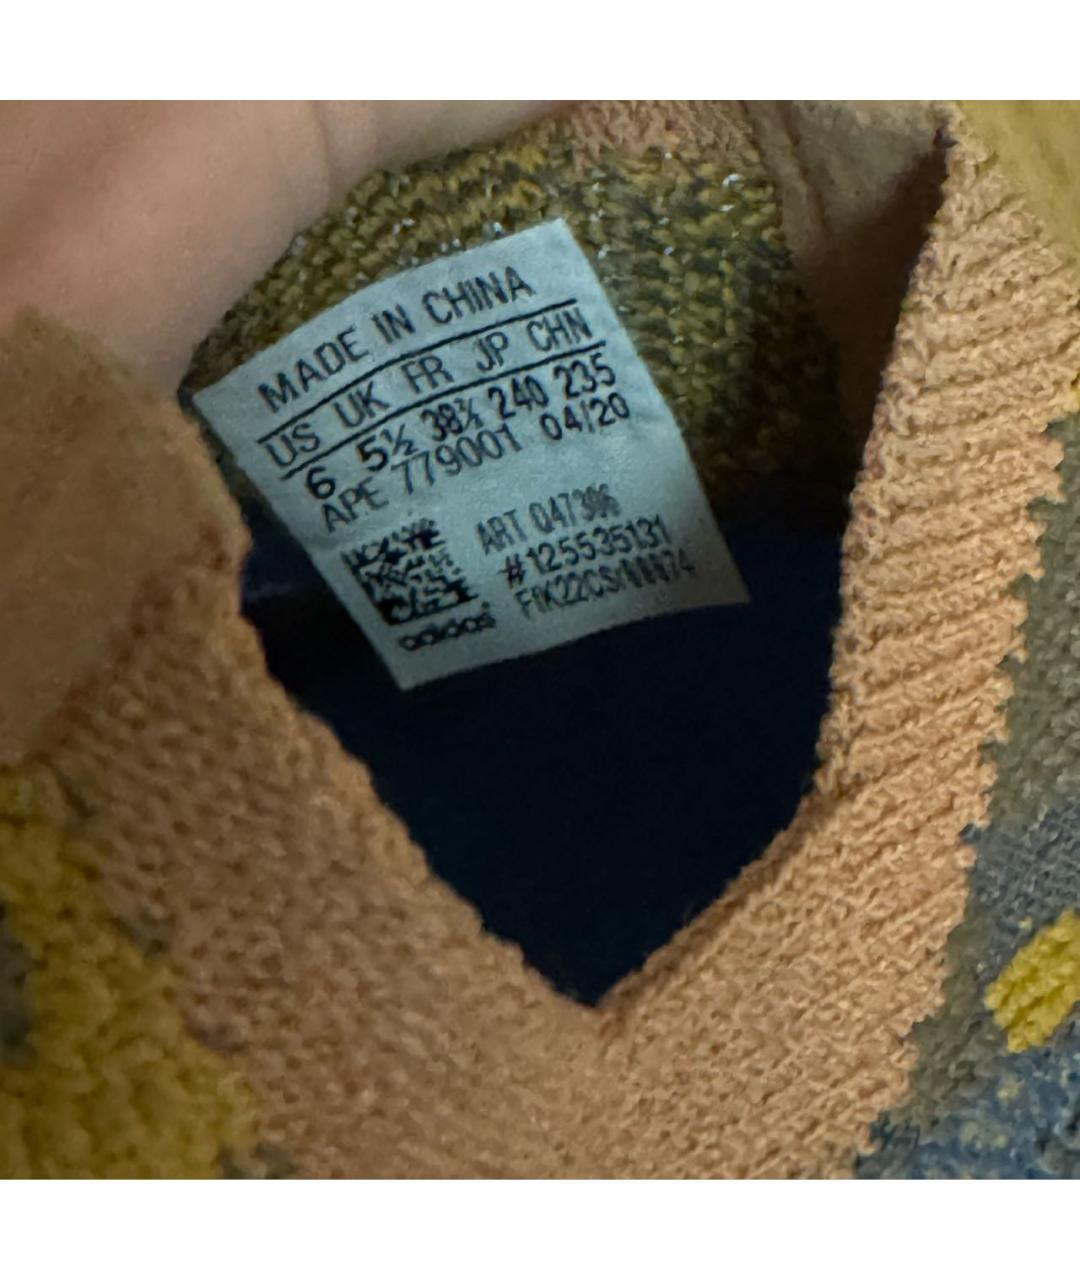 MADE IN CHINA
US UK FR JP CHN
6 5½ 38⅔ 240 235
APE 779001 04/20
ART Q47306
#125535131
adidas